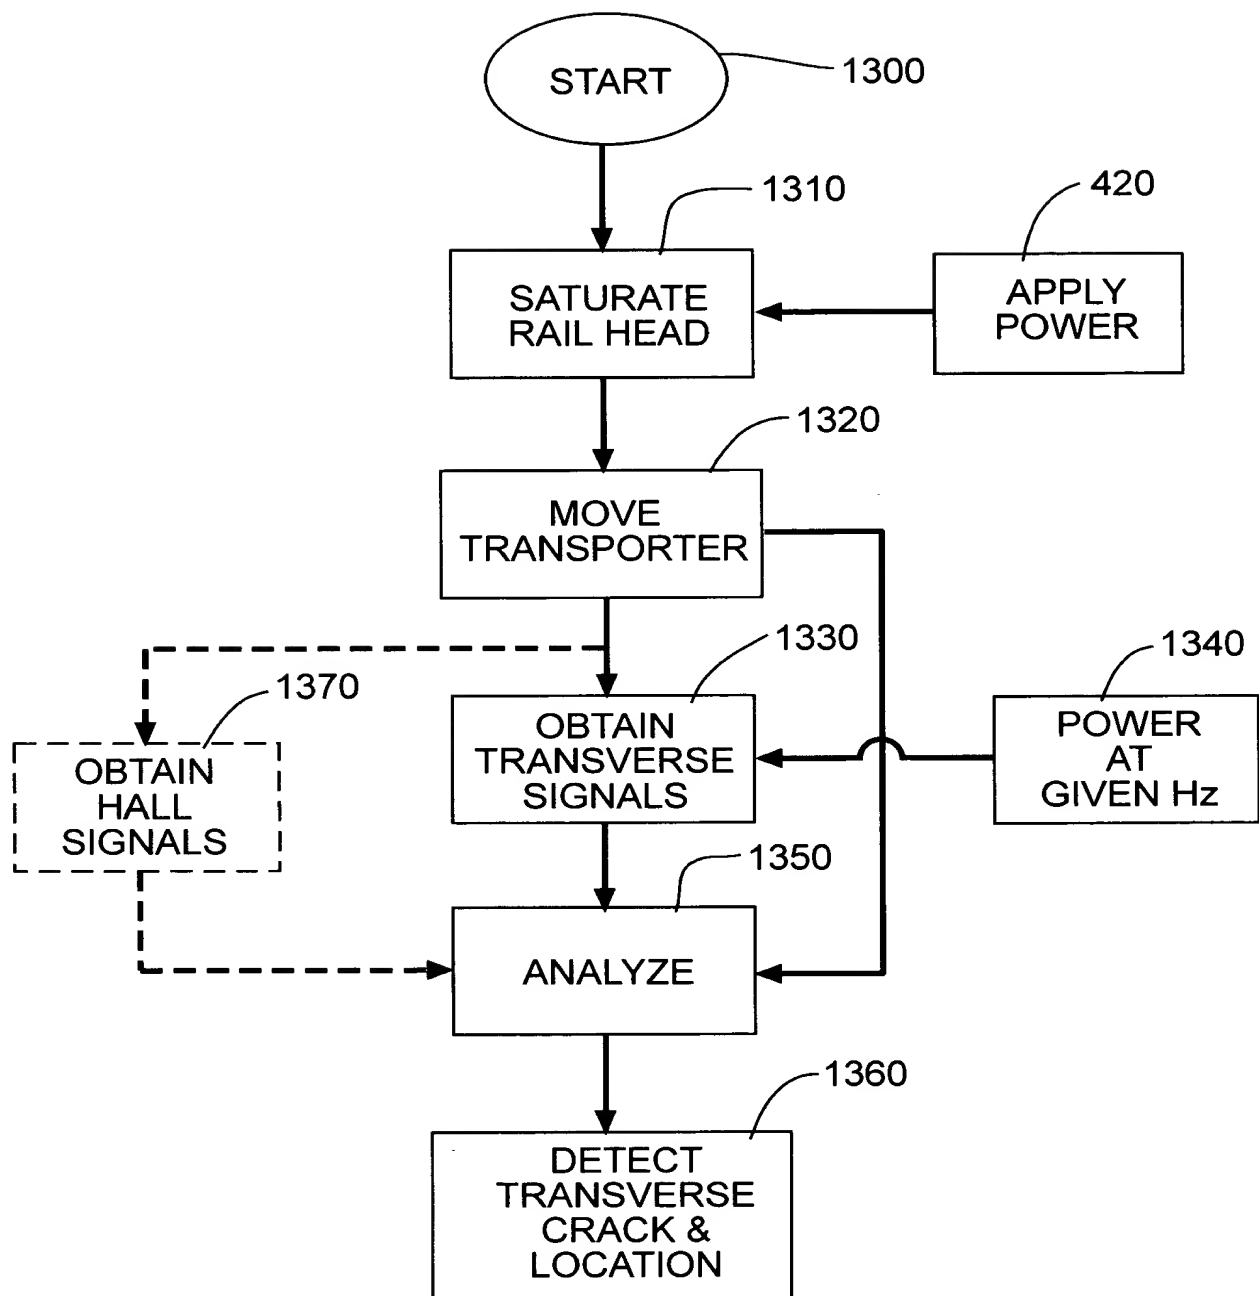 START
1300
1310
420
SATURATE
RAIL HEAD
APPLY
POWER
1320
MOVE
TRANSPORTER
1330
1340
1370
OBTAIN
TRANSVERSE
SIGNALS
POWER
AT
GIVEN Hz
OBTAIN
HALL
SIGNALS
1350
ANALYZE
1360
DETECT
TRANSVERSE
CRACK &
LOCATION